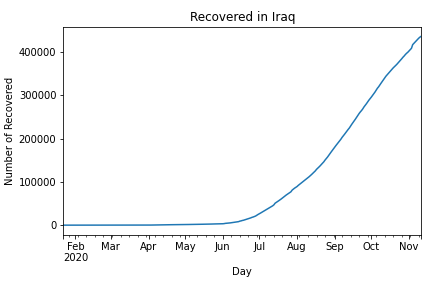 Recovered in Iraq
Number of Recovered
400000
300000
200000
100000
0
Feb Mar Apr May Jun Jul Aug Sep Oct Nov
2020
Day